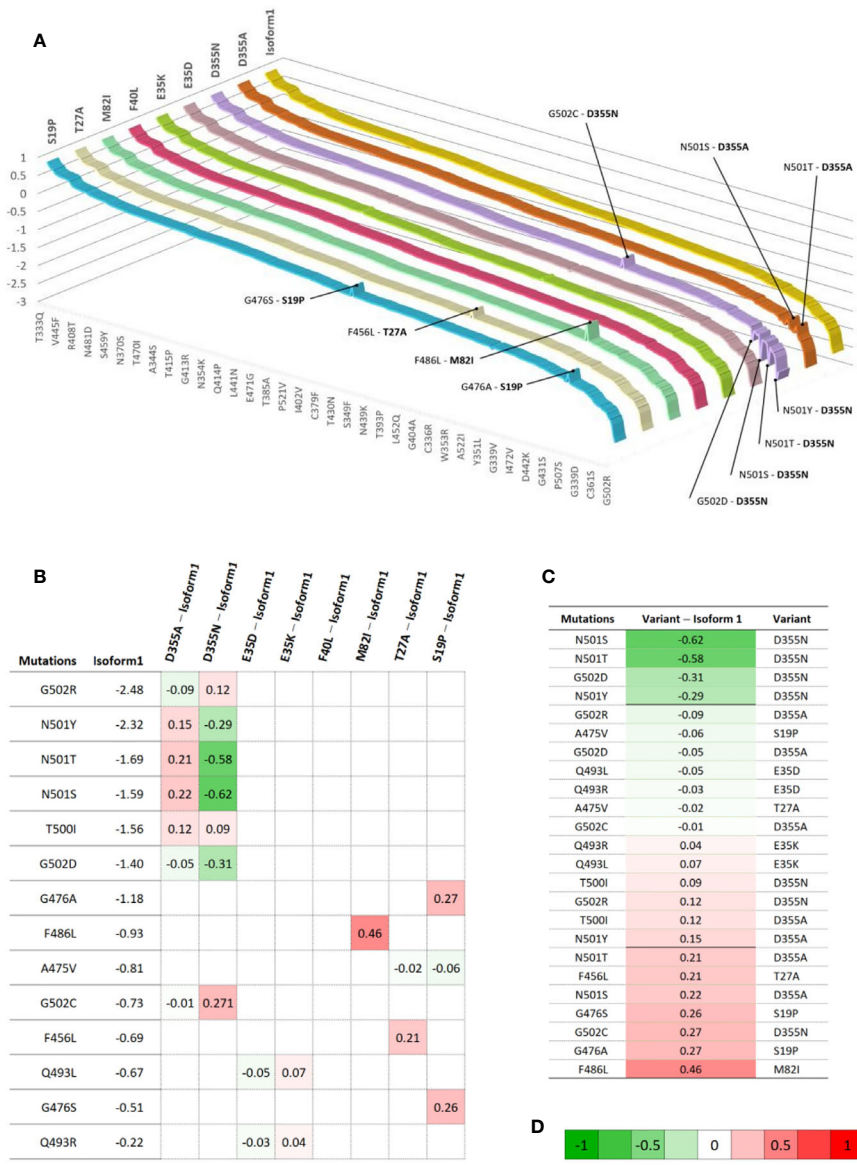 A
S19P
T27A
M82I
F40L
E35K
E35D
D355N
D355A
Isoform1
1
0.5
0
-0.5
-1
-1.5
-2
-2.5
-3
G502C - D355N
N501S - D355A
N501T - D355A
G476S - S19P
F456L - T27A
F486L - M82I
G476A - S19P
N501Y - D355N
N501T - D355N
N501S - D355N
G502D - D355N
T333Q
V445F
R408T
N481D
S459Y
N370S
T470I
A344S
T415P
G413R
N354K
Q414P
L441N
E471G
T385A
P521V
I402V
C379F
T430N
S349F
N439K
T393P
L452Q
G404A
C336R
W353R
A522I
Y351L
G339V
I472V
D442K
G431S
P507S
G339D
C361S
G502R
B
Mutations Isoform1 D355A – Isoform1 D355N – Isoform1 E35D – Isoform1 E35K – Isoform1 F40L – Isoform1 M82I – Isoform1 T27A – Isoform1 S19P – Isoform1
G502R -2.48 -0.09 0.12
N501Y -2.32 0.15 -0.29
N501T -1.69 0.21 -0.58
N501S -1.59 0.22 -0.62
T500I -1.56 0.12 0.09
G502D -1.40 -0.05 -0.31
G476A -1.18 0.27
F486L -0.93 0.46
A475V -0.81 -0.02 -0.06
G502C -0.73 -0.01 0.271
F456L -0.69 0.21
Q493L -0.67 -0.05 0.07
G476S -0.51 0.26
Q493R -0.22 -0.03 0.04
C
Mutations Variant – Isoform 1 Variant
N501S -0.62 D355N
N501T -0.58 D355N
G502D -0.31 D355N
N501Y -0.29 D355N
G502R -0.09 D355A
A475V -0.06 S19P
G502D -0.05 D355A
Q493L -0.05 E35D
Q493R -0.03 E35D
A475V -0.02 T27A
G502C -0.01 D355A
Q493R 0.04 E35K
Q493L 0.07 E35K
T500I 0.09 D355N
G502R 0.12 D355N
T500I 0.12 D355A
N501Y 0.15 D355A
N501T 0.21 D355A
F456L 0.21 T27A
N501S 0.22 D355A
G476S 0.26 S19P
G502C 0.27 D355N
G476A 0.27 S19P
F486L 0.46 M82I
D
-1 -0.5 0 0.5 1